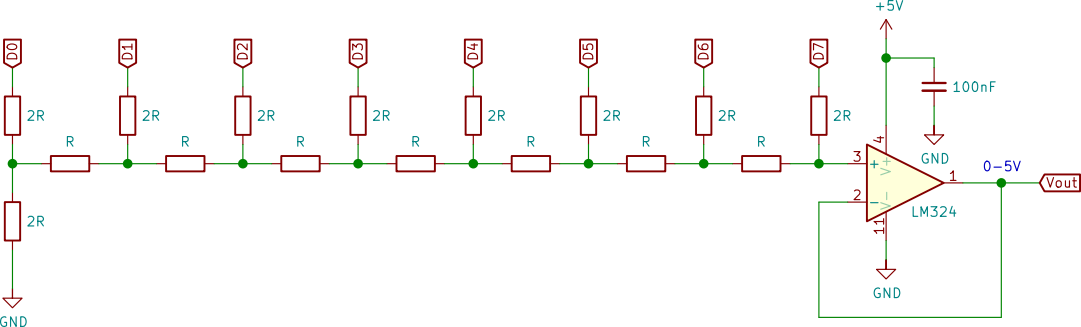 +5V
D0
D1
D2
D3
D4
D5
D6
D7
100nF
2R
2R
2R
2R
2R
2R
2R
2R
R
R
R
R
R
R
R
4
GND
3
+
V+
1
0-5V
Vout
2
-
V-
LM324
11
2R
GND
GND